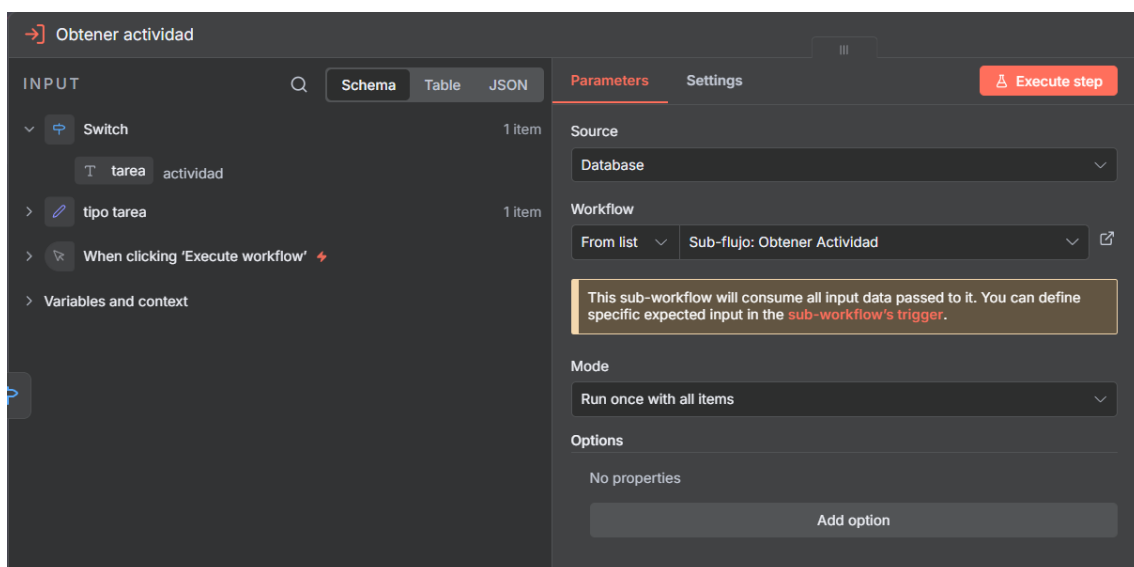 Obtener actividad
INPUT
Schema
Table
JSON
Switch
1 item
T tarea actividad
tipo tarea
1 item
When clicking ‘Execute workflow’
Variables and context
Parameters
Settings
Execute step
Source
Database
Workflow
From list
Sub-flujo: Obtener Actividad
This sub-workflow will consume all input data passed to it. You can define
specific expected input in the sub-workflow’s trigger.
Mode
Run once with all items
Options
No properties
Add option